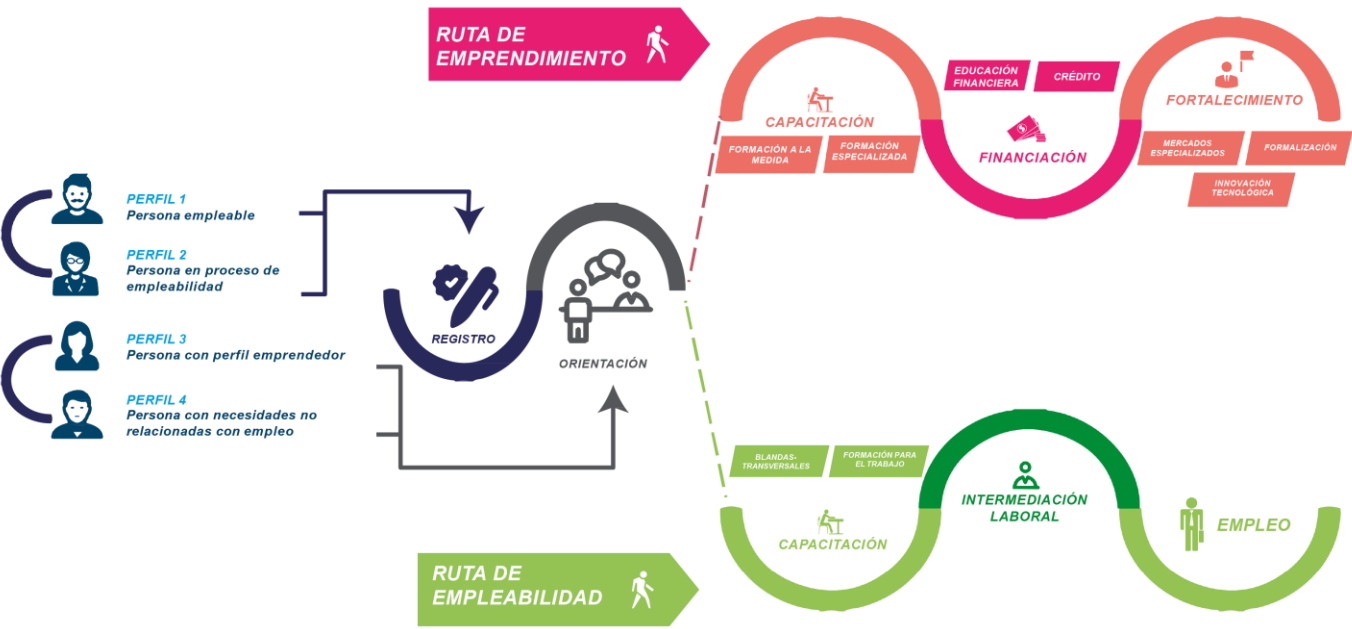 RUTA DE
EMPRENDIMIENTO
CAPACITACIÓN
FORMACIÓN A LA
MEDIDA
FORMACIÓN
ESPECIALIZADA
EDUCACIÓN
FINANCIERA
CRÉDITO
FINANCIACIÓN
FORTALECIMIENTO
MERCADOS
ESPECIALIZADOS
FORMALIZACIÓN
INNOVACIÓN
TECNOLÓGICA
PERFIL 1
Persona empleable
PERFIL 2
Persona en proceso de
empleabilidad
PERFIL 3
Persona con perfil emprendedor
PERFIL 4
Persona con necesidades no
relacionadas con empleo
REGISTRO
ORIENTACIÓN
BLANDAS-
TRANSVERSALES
FORMACIÓN PARA
EL TRABAJO
CAPACITACIÓN
INTERMEDIACIÓN
LABORAL
EMPLEO
RUTA DE
EMPLEABILIDAD